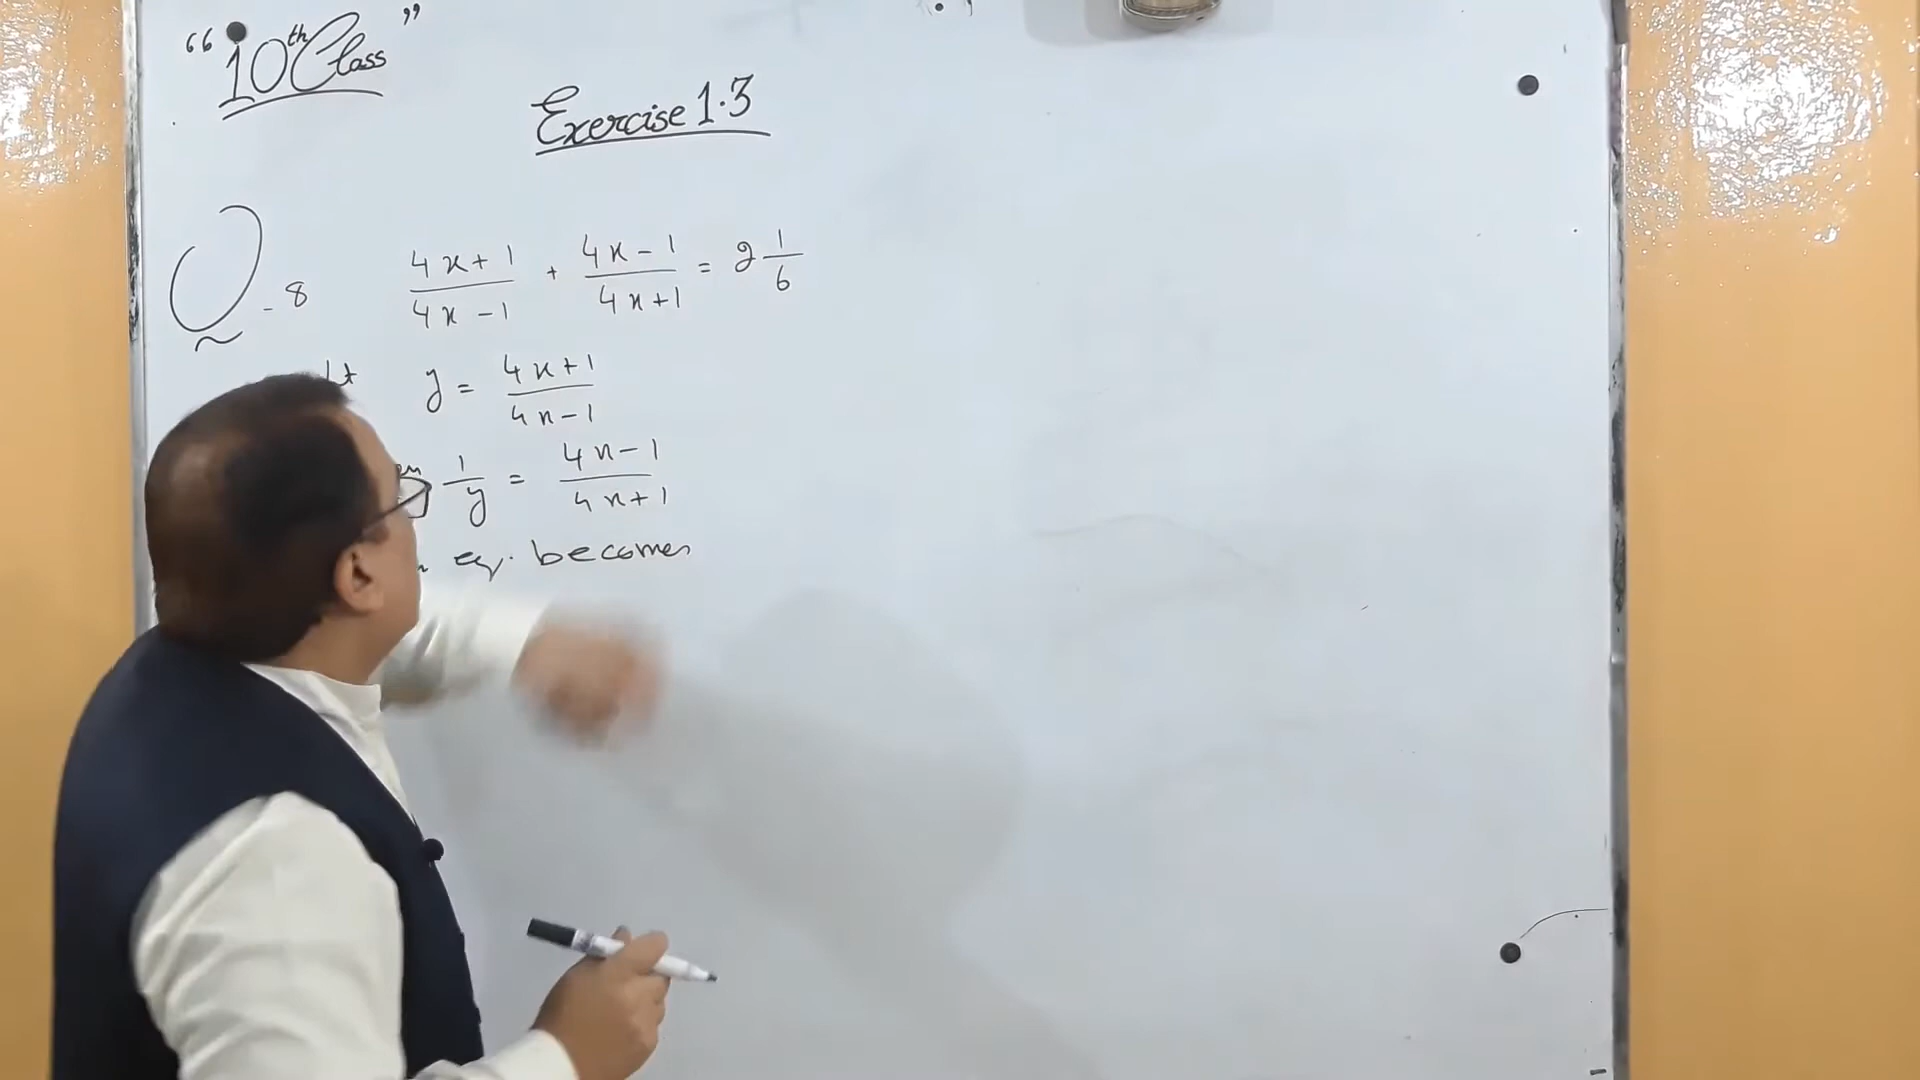 “10th Class”
Exercise 1.3
Q-8 (4x+1)/(4x-1) + (4x-1)/(4x+1) = 2 1/6
y = (4x+1)/(4x-1)
1/y = (4x-1)/(4x+1)
eq. becomes